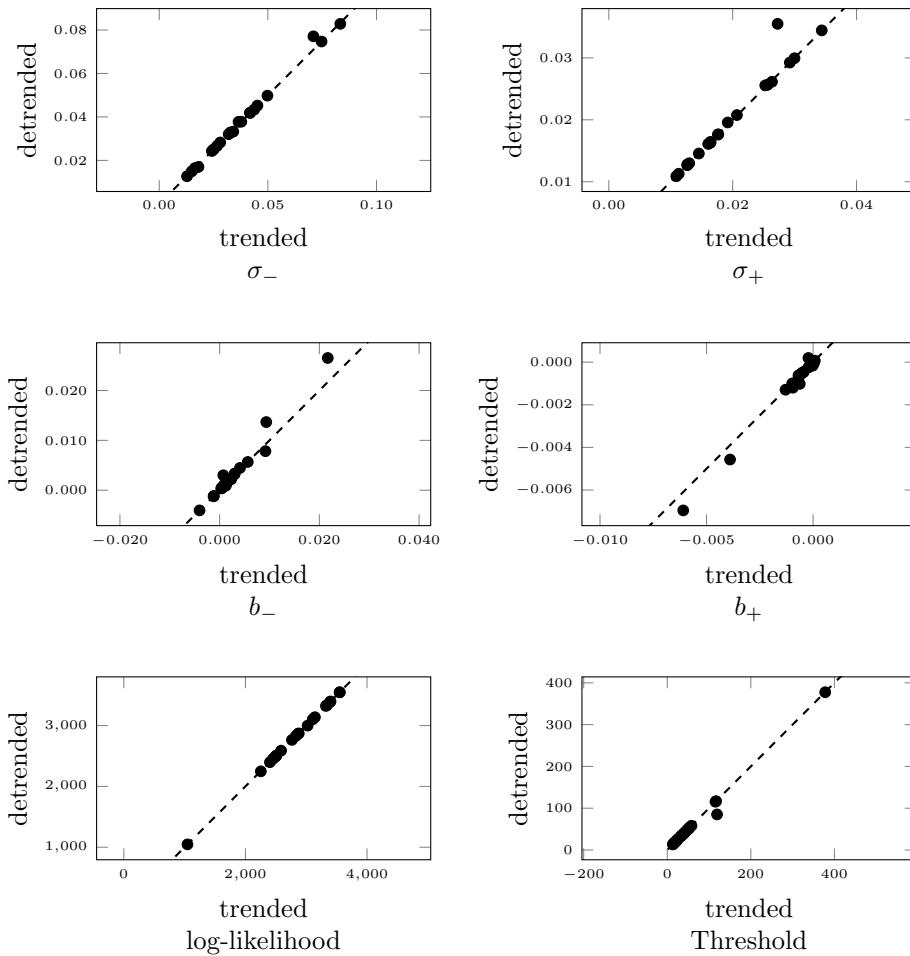 0.08
0.06
0.04
0.02
detrended
0.00
0.05
0.10
trended
σ−
0.03
0.02
0.01
detrended
0.00
0.02
0.04
trended
σ+
0.020
0.010
0.000
detrended
−0.020
0.000
0.020
0.040
trended
b−
0.000
−0.002
−0.004
−0.006
detrended
−0.010
−0.005
0.000
trended
b+
3,000
2,000
1,000
detrended
0
2,000
4,000
trended
log-likelihood
400
300
200
100
0
detrended
−200
0
200
400
trended
Threshold